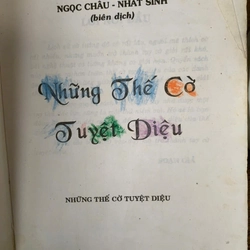 NGỌC CHÂU - NHẤT SINH
(biên dịch)
Những Thế Cờ
Tuyệt Diệu
NHỮNG THẾ CỜ TUYỆT DIỆU